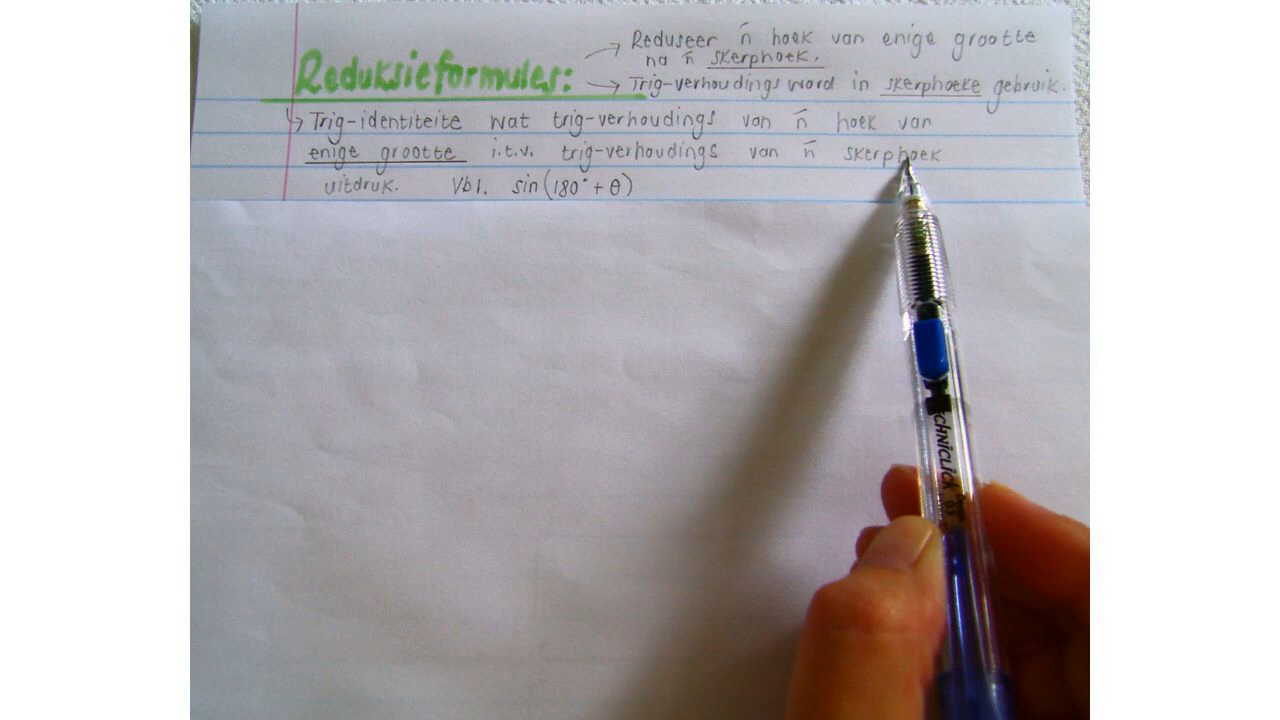 → Reduseer ñ hoek van enige grootte
na ñ skerphoek.
Reduksieformules:
→ Trig-verhoudings word in skerphoeke gebruik.
↳ Trig-identiteite wat trig-verhoudings van ñ hoek van
enige grootte i.t.v. trig-verhoudings van ñ skerphoek
uitdruk. Vb1. sin(180° + θ)
CHNICLICK